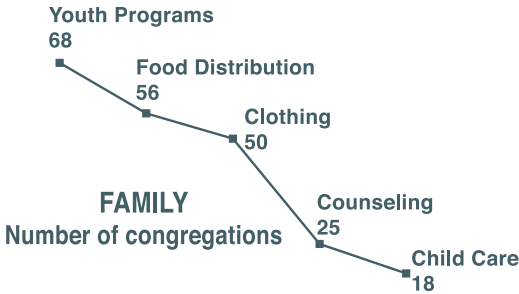 Youth Programs
68
Food Distribution
56
Clothing
50
FAMILY
Number of congregations
Counseling
25
Child Care
18